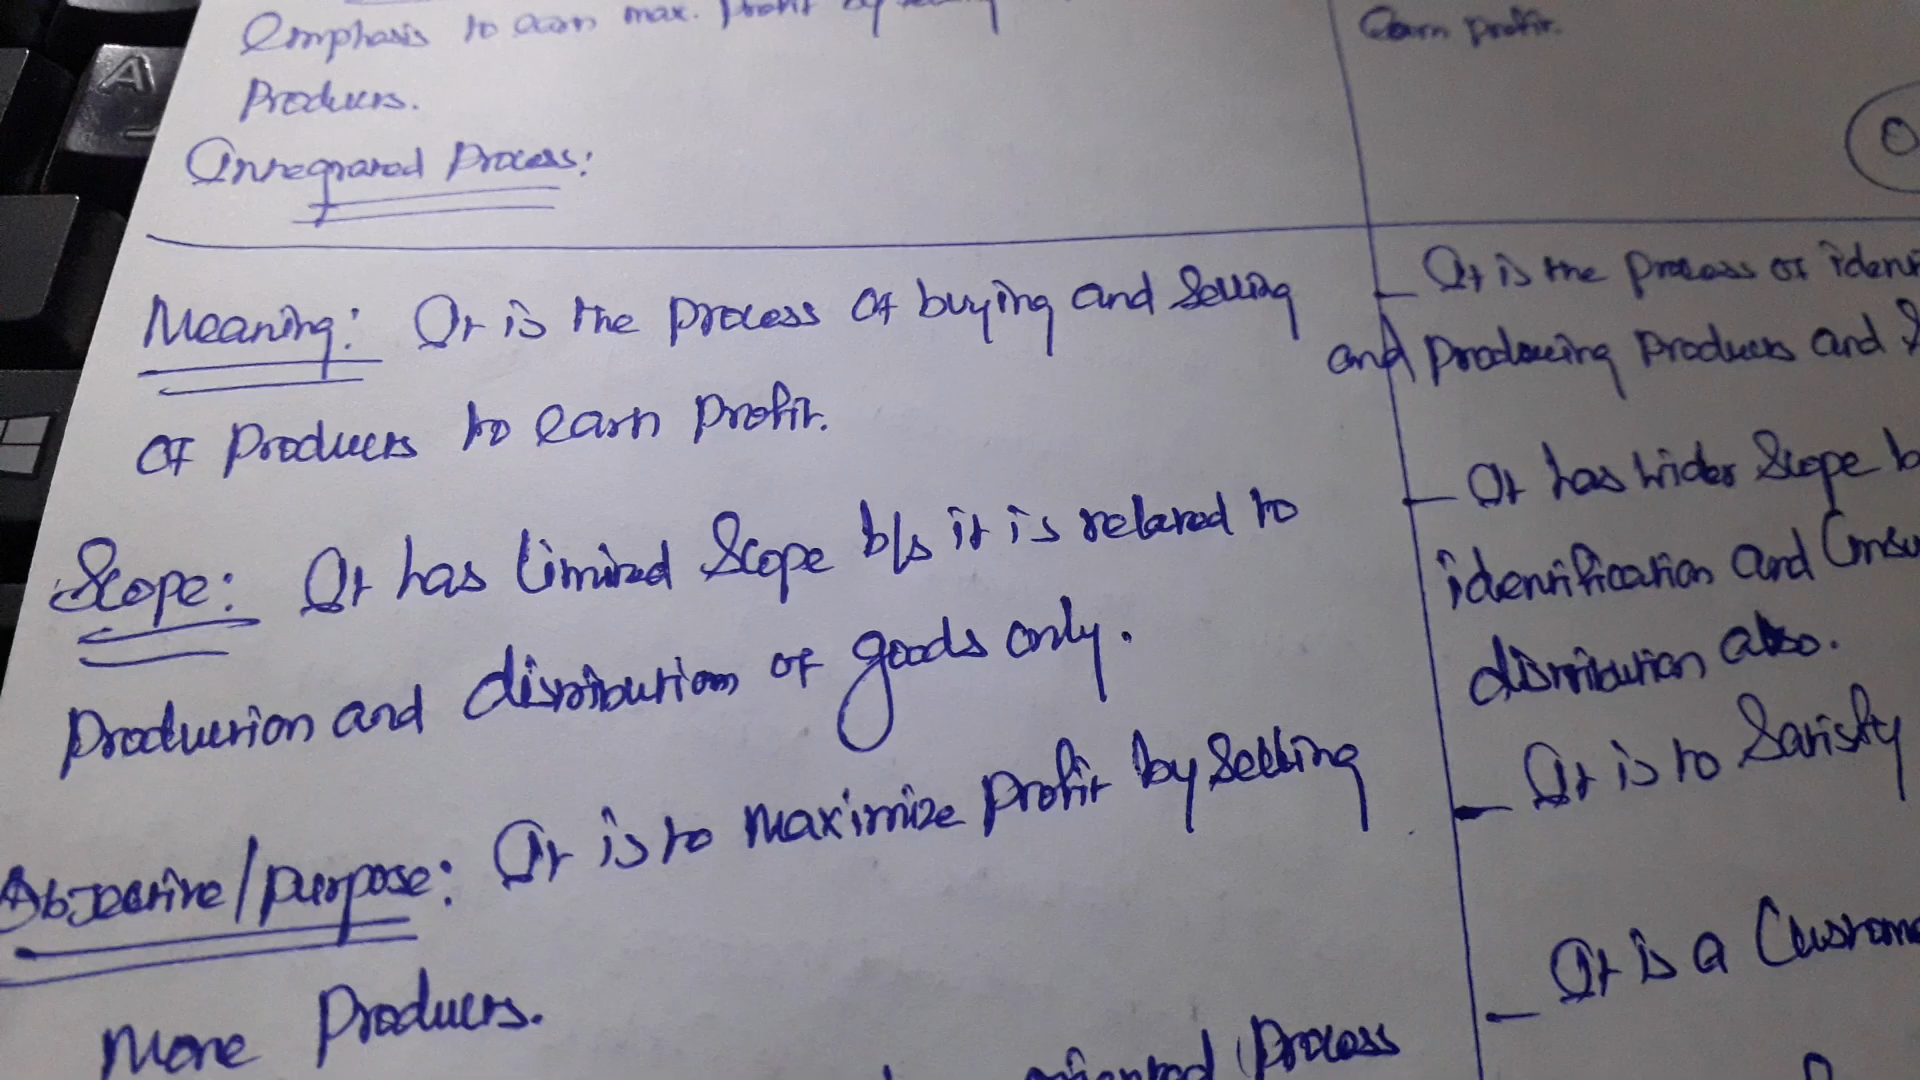 emphasis to earn max. Profit by
Products.
Integrated Process:
Meaning: It is the process of buying and selling
of products to earn profit.
Scope: It has limited Scope b/s it is related to
production and distribution of goods only.
Objective/purpose: It is to maximize profit by selling
more products.
oriented process
earn profit.
It is the process of
and producing products and
It has wider Scope
identification and
distribution also.
It is to Satisfy
It is a
A